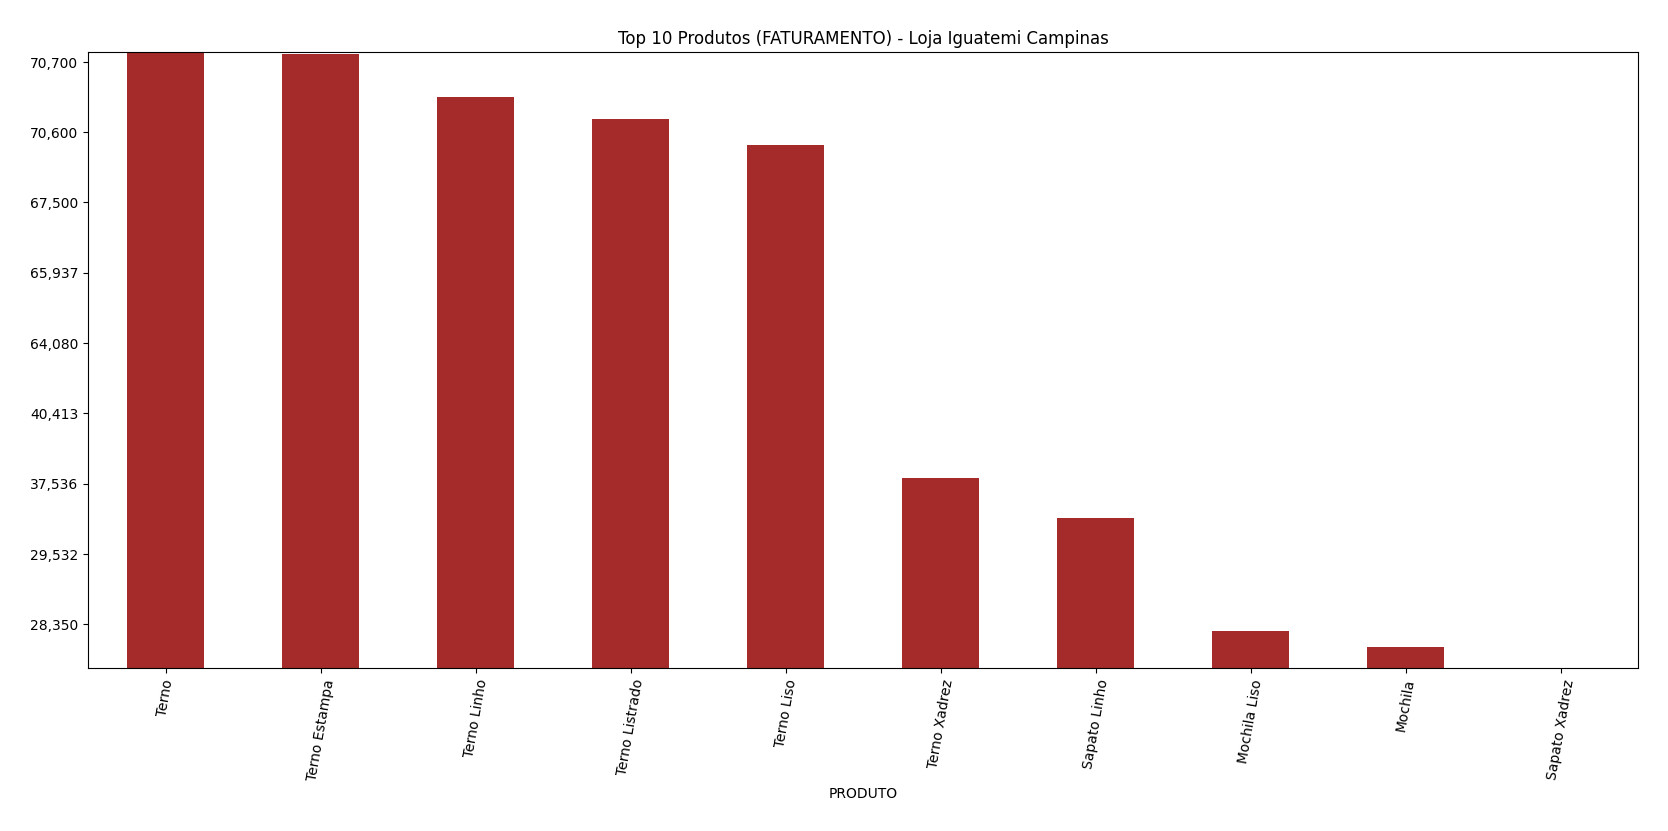 Top 10 Produtos (FATURAMENTO) - Loja Iguatemi Campinas
70,700
70,600
67,500
65,937
64,080
40,413
37,536
29,532
28,350
Terno
Terno Estampa
Terno Linho
Terno Listrado
Terno Liso
Terno Xadrez
Sapato Linho
Mochila Liso
Mochila
Sapato Xadrez
PRODUTO